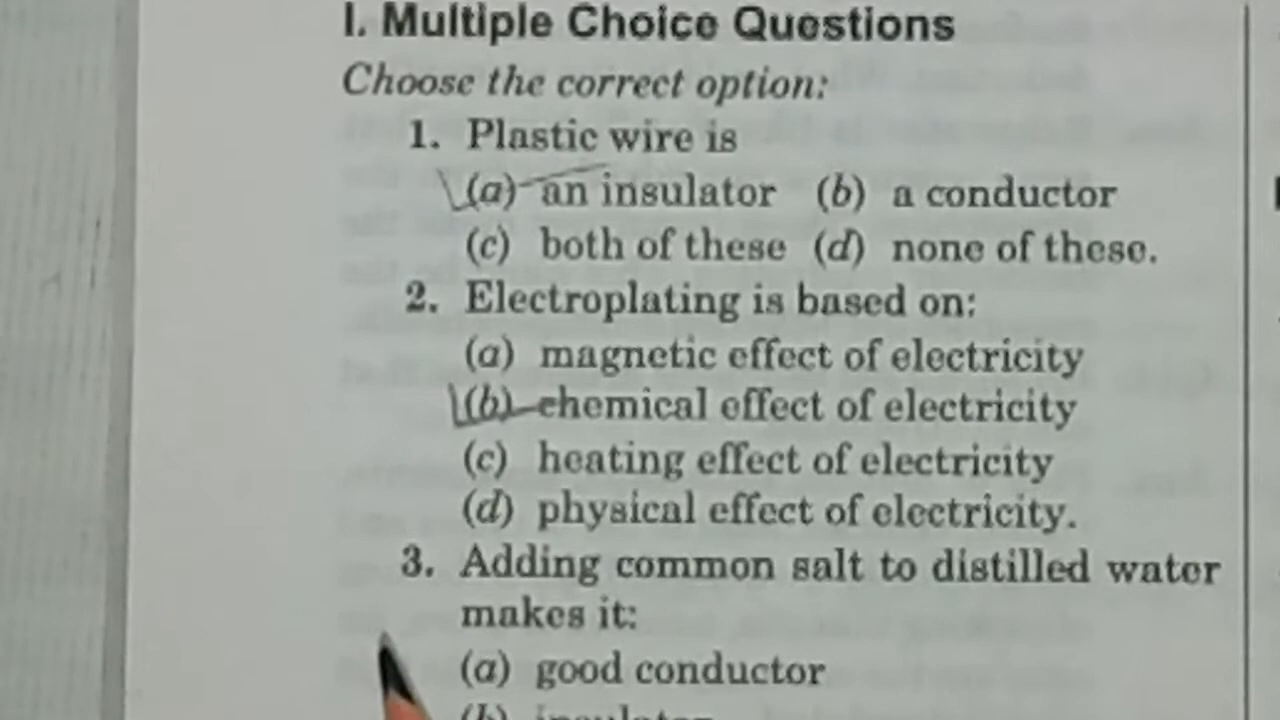 I. Multiple Choice Questions
Choose the correct option:
1. Plastic wire is
(a) an insulator (b) a conductor
(c) both of these (d) none of these.
2. Electroplating is based on:
(a) magnetic effect of electricity
(b) chemical effect of electricity
(c) heating effect of electricity
(d) physical effect of electricity.
3. Adding common salt to distilled water
makes it:
(a) good conductor
(b) insulator